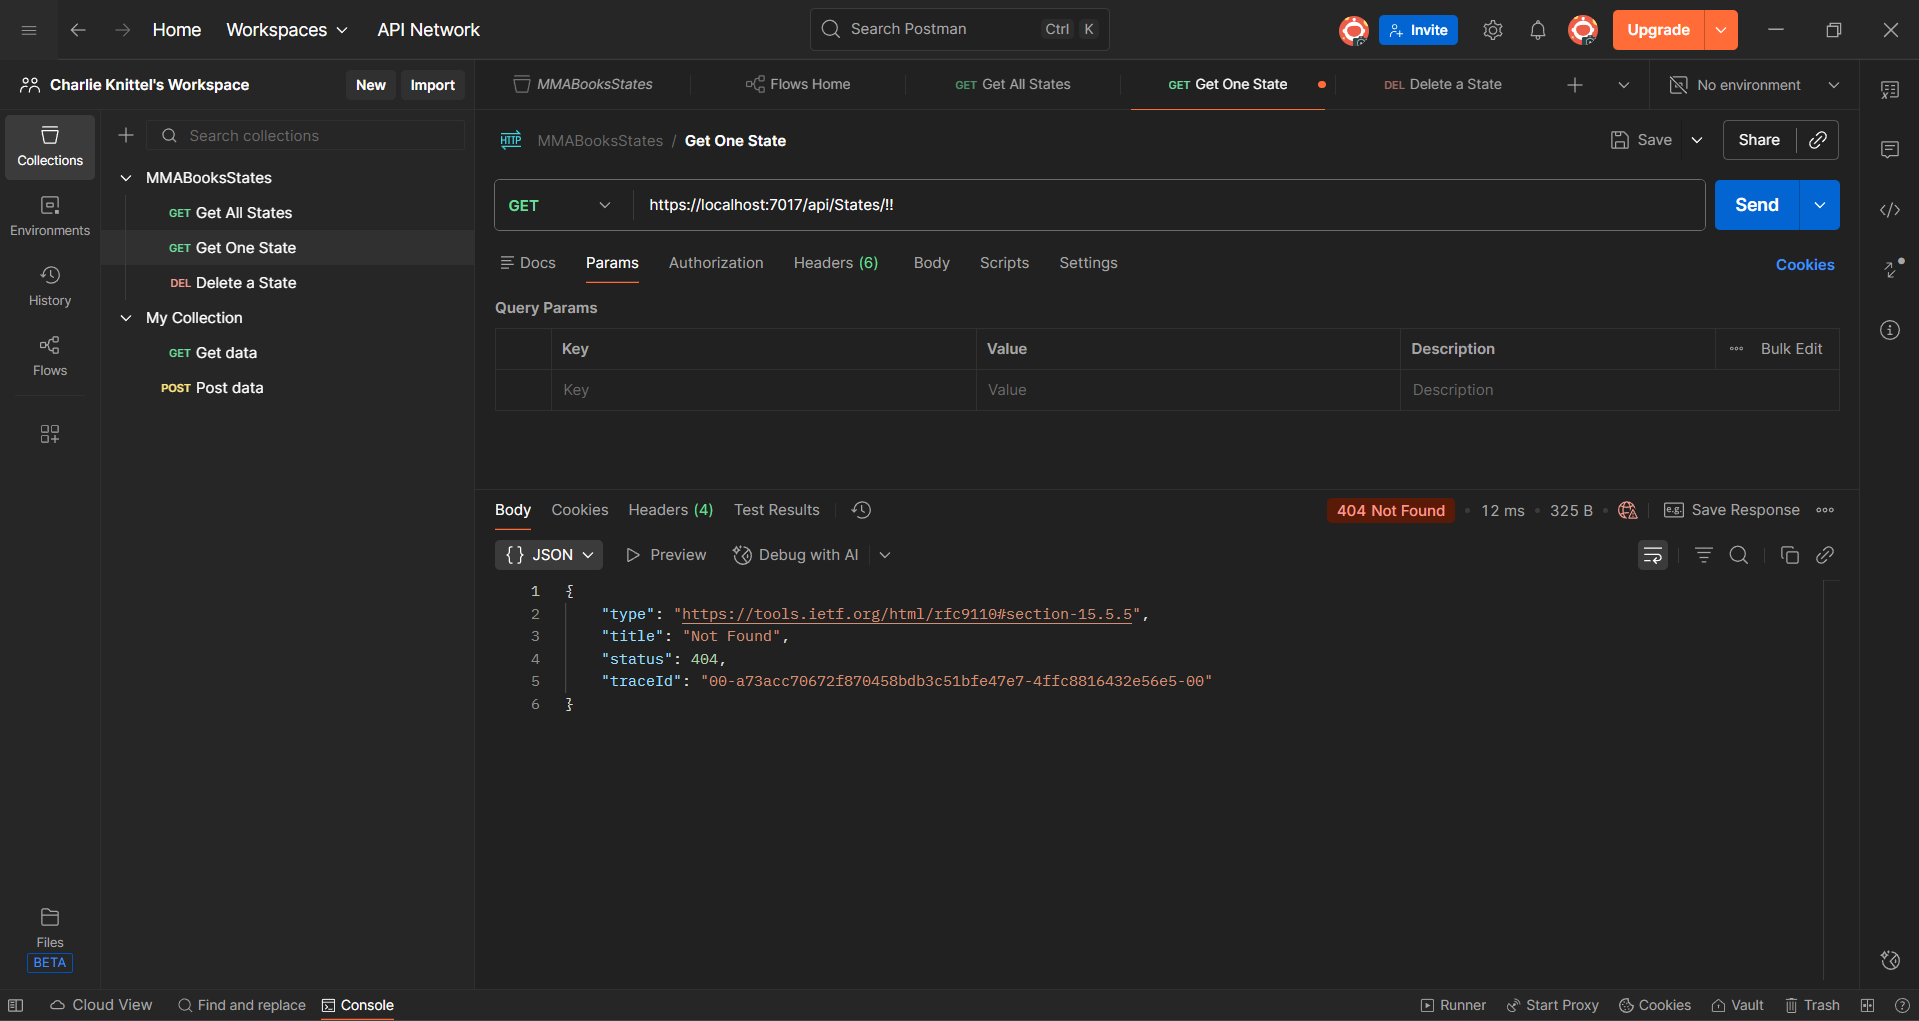 Home Workspaces API Network Search Postman Ctrl K Invite Upgrade
Charlie Knittel's Workspace New Import
MMABooksStates Flows Home GET Get All States GET Get One State DEL Delete a State No environment
Collections
Environments
History
Flows
Files
BETA
Search collections
MMABooksStates
GET Get All States
GET Get One State
DEL Delete a State
My Collection
GET Get data
POST Post data
HTTP MMABooksStates / Get One State Save Share
GET https://localhost:7017/api/States/!! Send
Docs Params Authorization Headers (6) Body Scripts Settings Cookies
Query Params
Key Value Description Bulk Edit
Key Value Description
Body Cookies Headers (4) Test Results 404 Not Found 12 ms 325 B e.g. Save Response
{} JSON Preview Debug with AI
1 {
2 "type": "https://tools.ietf.org/html/rfc9110#section-15.5.5",
3 "title": "Not Found",
4 "status": 404,
5 "traceId": "00-a73acc70672f870458bdb3c51bfe47e7-4ffc8816432e56e5-00"
6 }
Cloud View Find and replace Console Runner Start Proxy Cookies Vault Trash